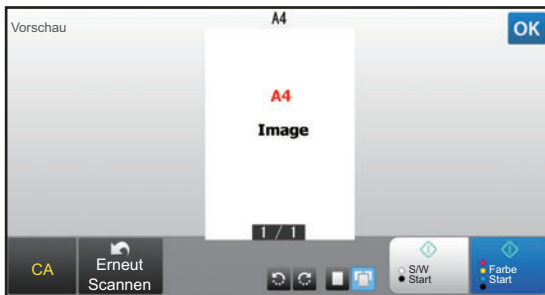 A4
Vorschau
OK
A4
Image
1 / 1
CA
Erneut
Scannen
S/W
Start
Farbe
Start